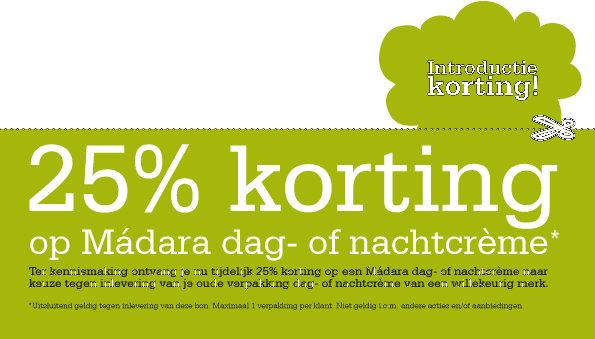 Introductie
korting!
25% korting
op Mádara dag- of nachtcrème*
Ter kennismaking ontvang je nu tijdelijk 25% korting op een Mádara dag- of nachtcrème naar
keuze tegen inlevering van je oude verpakking dag- of nachtcrème van een willekeurig merk.
*Uitsluitend geldig tegen inlevering van deze bon. Maximaal 1 verpakking per klant. Niet geldig i.c.m. andere acties en/of aanbiedingen.